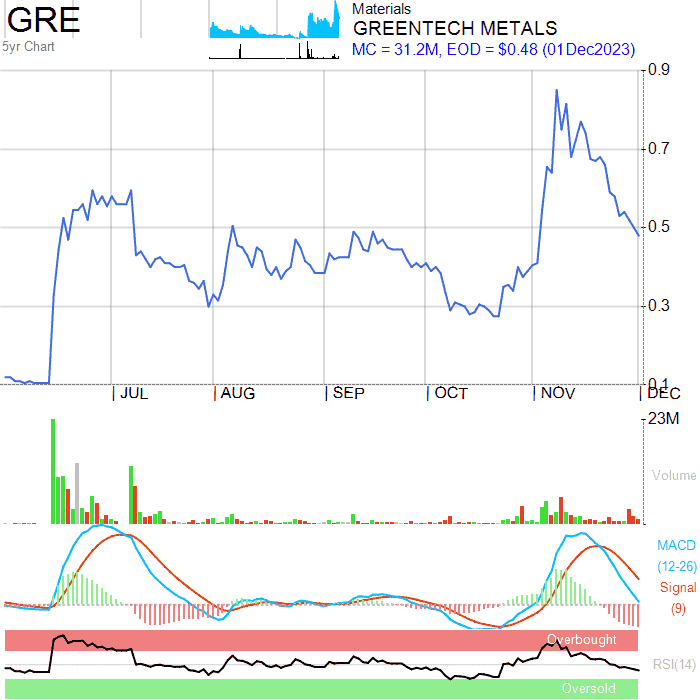 GRE
5yr Chart
Materials
GREENTECH METALS
MC = 31.2M, EOD = $0.48 (01Dec2023)
0.9
0.7
0.5
0.3
0.1
JUL AUG SEP OCT NOV DEC
23M
Volume
MACD
(12-26)
Signal
(9)
Overbought
RSI(14)
Oversold